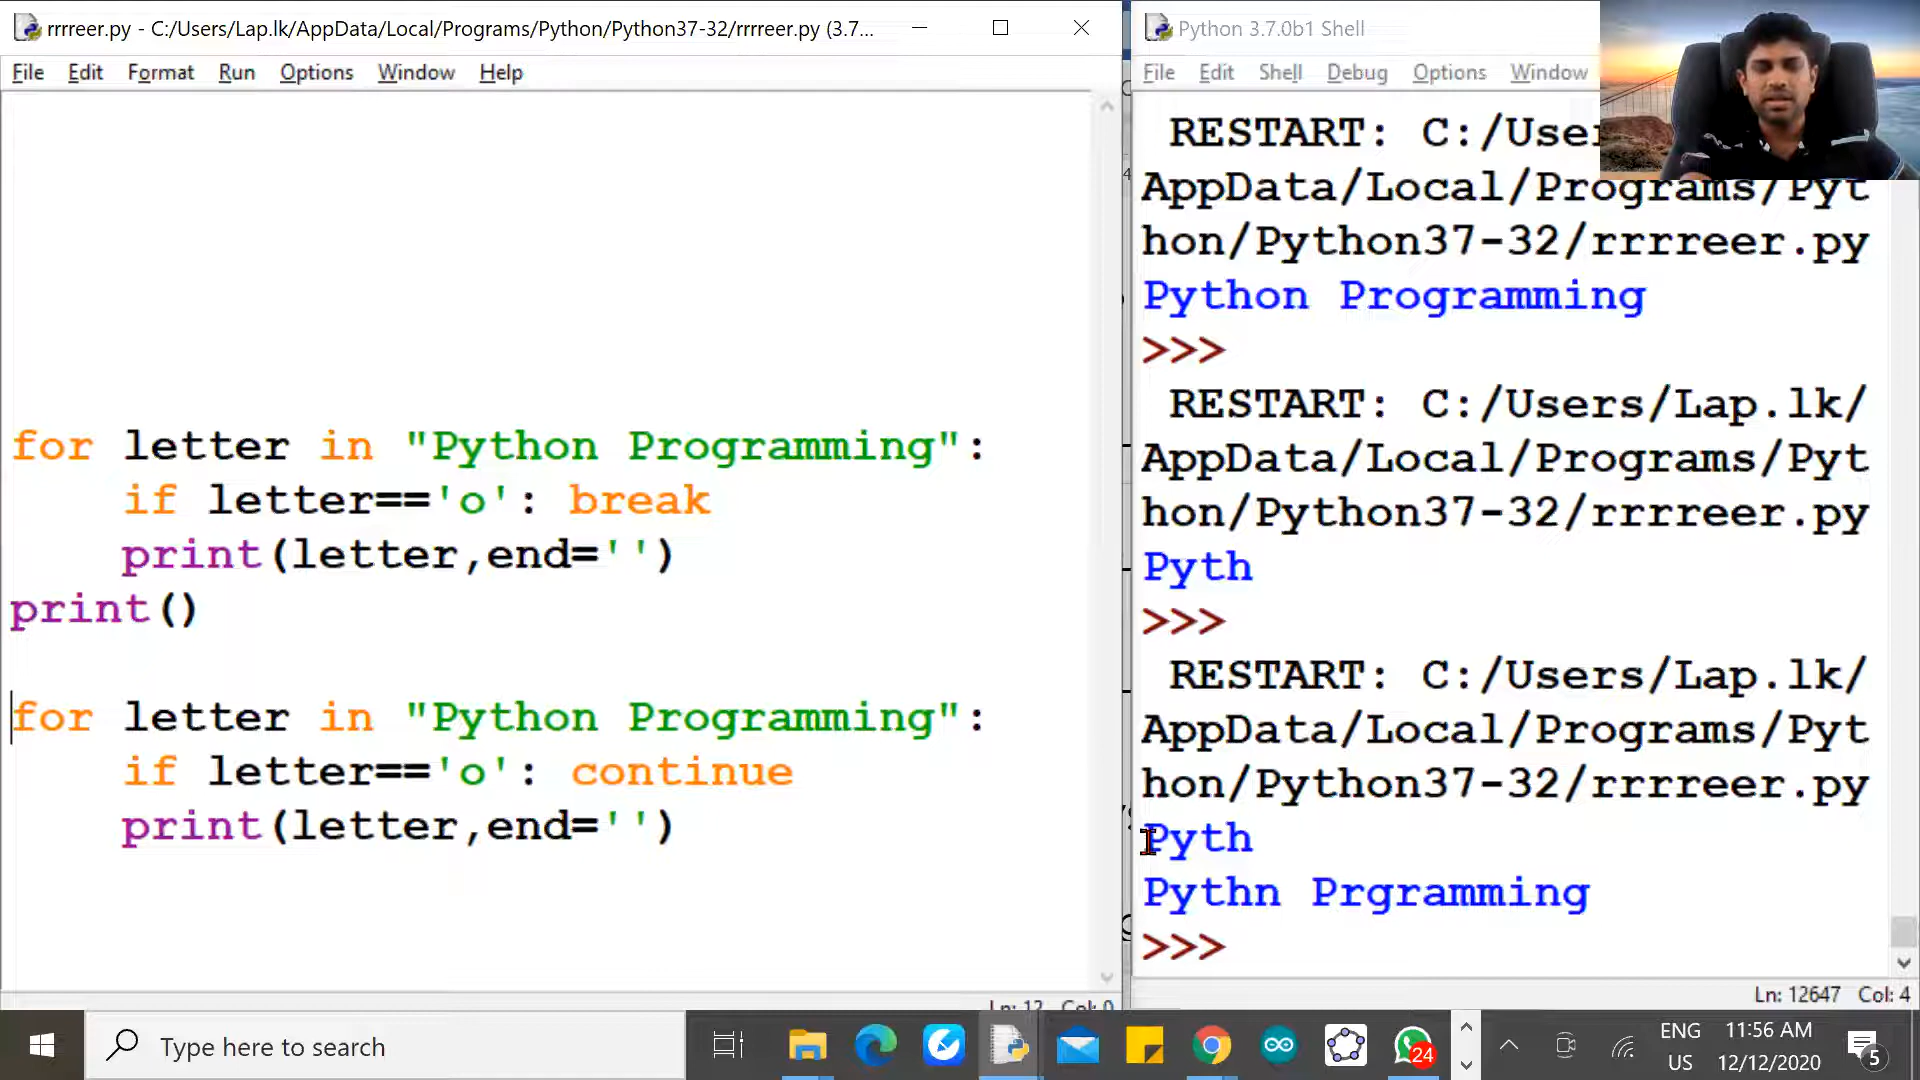 rrrreer.py - C:/Users/Lap.lk/AppData/Local/Programs/Python/Python37-32/rrrreer.py (3.7...
File Edit Format Run Options Window Help
for letter in "Python Programming":
    if letter=='o': break
    print(letter,end='')
print()
for letter in "Python Programming":
    if letter=='o': continue
    print(letter,end='')
Ln: 12 Col: 0
Python 3.7.0b1 Shell
File Edit Shell Debug Options Window
RESTART: C:/Use
AppData/Local/Programs/Pyt
hon/Python37-32/rrrreer.py
Python Programming
>>>
RESTART: C:/Users/Lap.lk/
AppData/Local/Programs/Pyt
hon/Python37-32/rrrreer.py
Pyth
>>>
RESTART: C:/Users/Lap.lk/
AppData/Local/Programs/Pyt
hon/Python37-32/rrrreer.py
Pyth
Pythn Prgramming
>>>
Ln: 12647 Col: 4
Type here to search
24
ENG
US
11:56 AM
12/12/2020
5